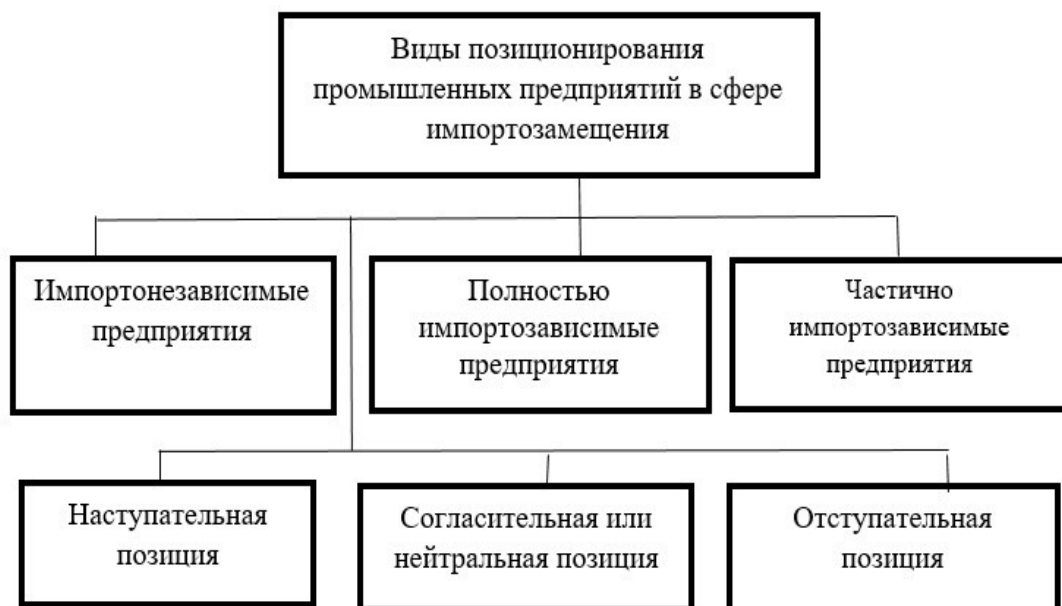 Виды позиционирования
промышленных предприятий в сфере
импортозамещения
Импортонезависимые
предприятия
Полностью
импортозависимые
предприятия
Частично
импортозависимые
предприятия
Наступательная
позиция
Согласительная или
нейтральная позиция
Отступательная
позиция